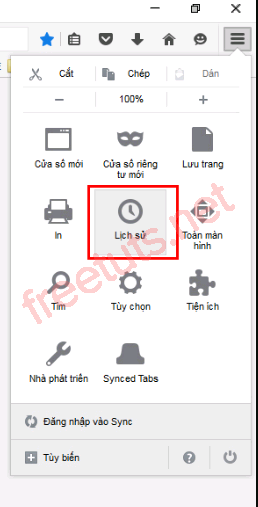 Cắt Chép Dán
100%
Cửa sổ mới Cửa sổ riêng tư mới Lưu trang
In Lịch sử Toàn màn hình
Tìm Tùy chọn Tiện ích
Nhà phát triển Synced Tabs
Đăng nhập vào Sync
Tùy biến
freetuts.net